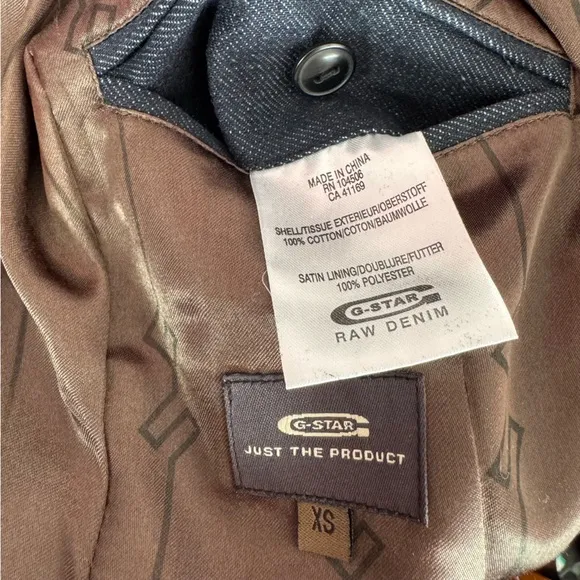 MADE IN CHINA
RN 104506
CA 41169
SHELL/TISSUE EXTERIEUR/OBERSTOFF
100% COTTON/COTON/BAUMWOLLE
SATIN LINING/DOUBLURE/FUTTER
100% POLYESTER
G-STAR
RAW DENIM
G-STAR
JUST THE PRODUCT
XS